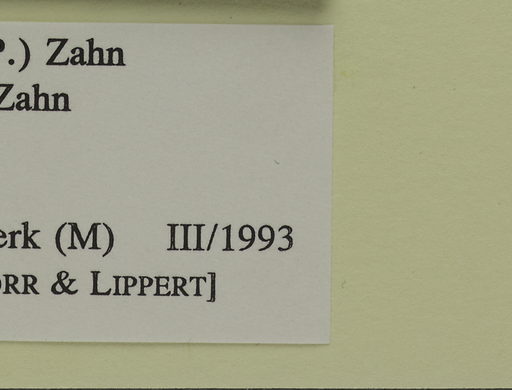 P.) Zahn
Zahn
erk (M) III/1993
ORR & LIPPERT]